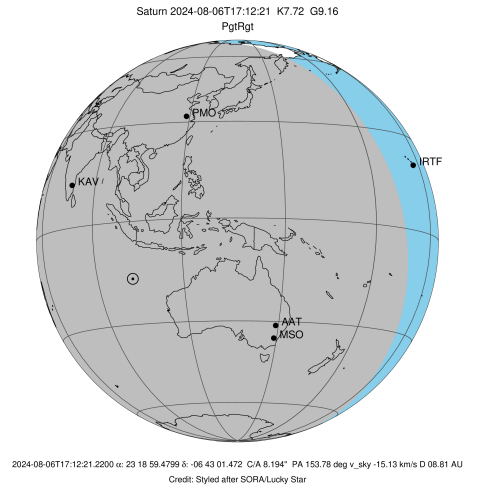 Saturn 2024-08-06T17:12:21 K7.72 G9.16
PgtRgt
PMO
IRTF
KAV
AAT
MSO
2024-08-06T17:12:21.2200 α: 23 18 59.4799 δ: -06 43 01.472 C/A 8.194" PA 153.78 deg v_sky -15.13 km/s D 08.81 AU
Credit: Styled after SORA/Lucky Star